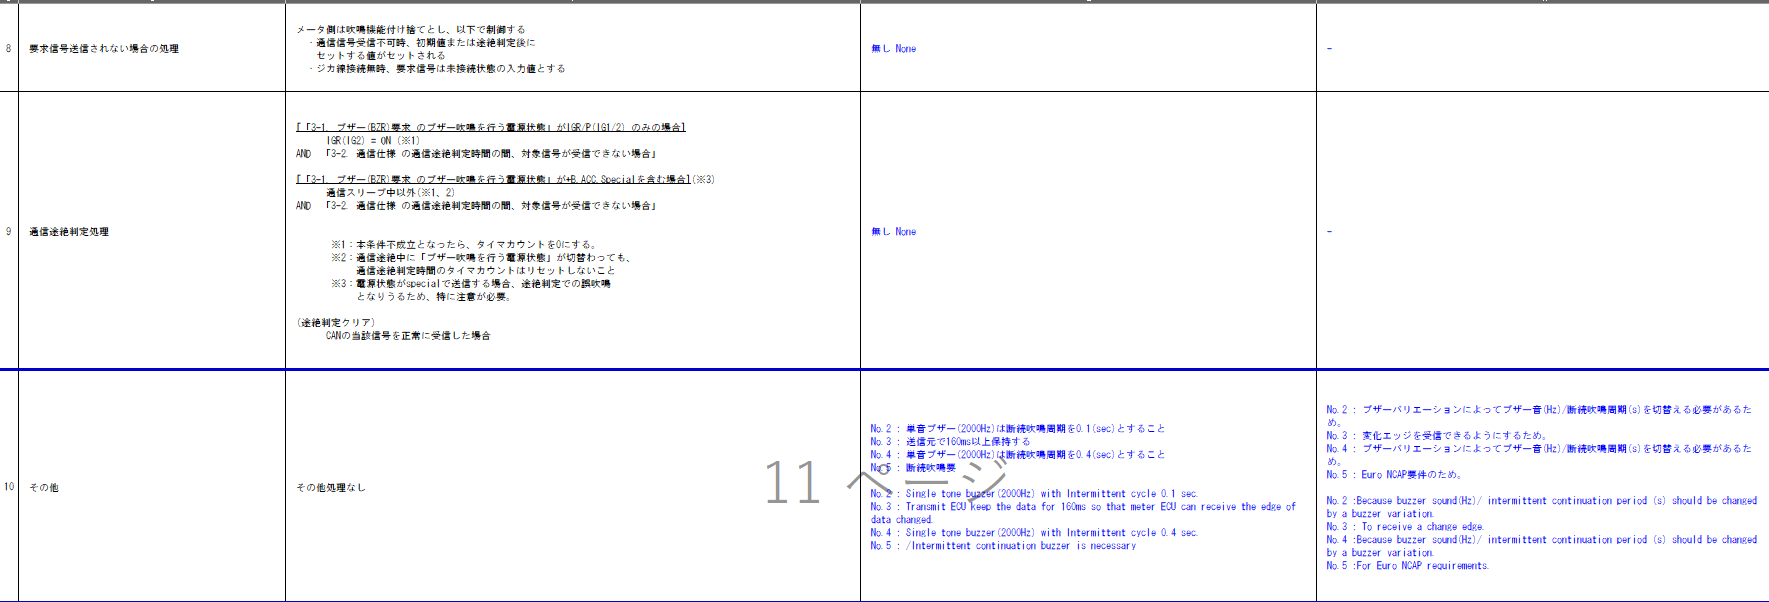 8
要求信号送信されない場合の処理
メータ側は吹鳴機能付け捨てとし、以下で制御する
・通信信号受信不可時、初期値または途絶判定後に
セットする値がセットされる
・ジカ線接続無時、要求信号は未接続状態の入力値とする
無し None
-
9
通信途絶判定処理
[「3-1. ブザー(BZR)要求 のブザー吹鳴を行う電源状態」がIGR/P(IG1/2) のみの場合]
IGR(IG2) = ON (※1)
AND 「3-2. 通信仕様 の通信途絶判定時間の間、対象信号が受信できない場合」
[「3-1. ブザー(BZR)要求 のブザー吹鳴を行う電源状態」が+B.ACC.Specialを含む場合](※3)
通信スリープ中以外(※1、2)
AND 「3-2. 通信仕様 の通信途絶判定時間の間、対象信号が受信できない場合」
※1：本条件不成立となったら、タイマカウントを0にする。
※2：通信途絶中に「ブザー吹鳴を行う電源状態」が切替わっても、
通信途絶判定時間のタイマカウントはリセットしないこと
※3：電源状態がspecialで送信する場合、途絶判定での誤吹鳴
となりうるため、特に注意が必要。
(途絶判定クリア)
CANの当該信号を正常に受信した場合
無し None
-
10
その他
その他処理なし
No.2 : 単音ブザー(2000Hz)は断続吹鳴周期を0.1(sec)とすること
No.3 : 送信元で160ms以上保持する
No.4 : 単音ブザー(2000Hz)は断続吹鳴周期を0.4(sec)とすること
No.5 : 断続吹鳴要
No.2 : Single tone buzzer(2000Hz) with Intermittent cycle 0.1 sec.
No.3 : Transmit ECU keep the data for 160ms so that meter ECU can receive the edge of
data changed.
No.4 : Single tone buzzer(2000Hz) with Intermittent cycle 0.4 sec.
No.5 : /Intermittent continuation buzzer is necessary
No.2 : ブザーバリエーションによってブザー音(Hz)/断続吹鳴周期(s)を切替える必要があるた
め。
No.3 : 変化エッジを受信できるようにするため。
No.4 : ブザーバリエーションによってブザー音(Hz)/断続吹鳴周期(s)を切替える必要があるた
め。
No.5 : Euro NCAP要件のため。
No.2 :Because buzzer sound(Hz)/ intermittent continuation period (s) should be changed
by a buzzer variation.
No.3 : To receive a change edge.
No.4 :Because buzzer sound(Hz)/ intermittent continuation period (s) should be changed
by a buzzer variation.
No.5 :For Euro NCAP requirements.
11 ページ